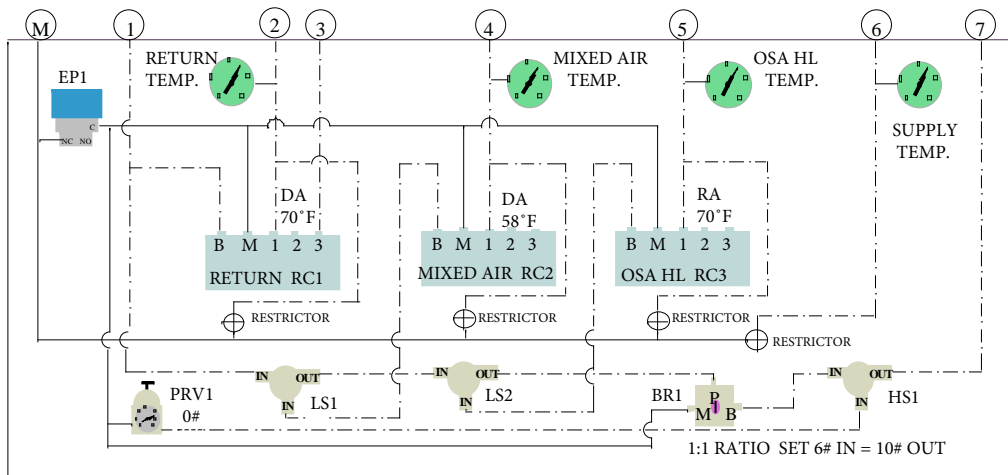 M 1 2 3 4 5 6 7
RETURN
TEMP.
MIXED AIR
TEMP.
OSA HL
TEMP.
SUPPLY
TEMP.
EP1
C
NC NO
DA
70˚F
DA
58˚F
RA
70˚F
B M 1 2 3
RETURN RC1
B M 1 2 3
MIXED AIR RC2
B M 1 2 3
OSA HL RC3
RESTRICTOR
RESTRICTOR
RESTRICTOR
RESTRICTOR
PRV1
0#
IN OUT
IN
LS1
IN OUT
IN
LS2
BR1
P
M B
IN OUT
IN
HS1
1:1 RATIO SET 6# IN = 10# OUT